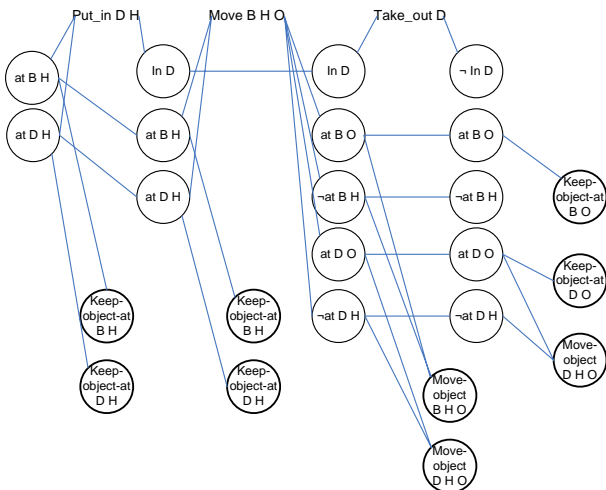 Put_in D H
Move B H O
Take_out D
at B H
In D
In D
¬ In D
at D H
at B H
at B O
at B O
at D H
¬at B H
¬at B H
Keep-
object-at
B O
at D O
at D O
Keep-
object-at
D O
Keep-
object-at
B H
Keep-
object-at
B H
¬at D H
¬at D H
Move-
object
D H O
Keep-
object-at
D H
Keep-
object-at
D H
Move-
object
B H O
Move-
object
D H O